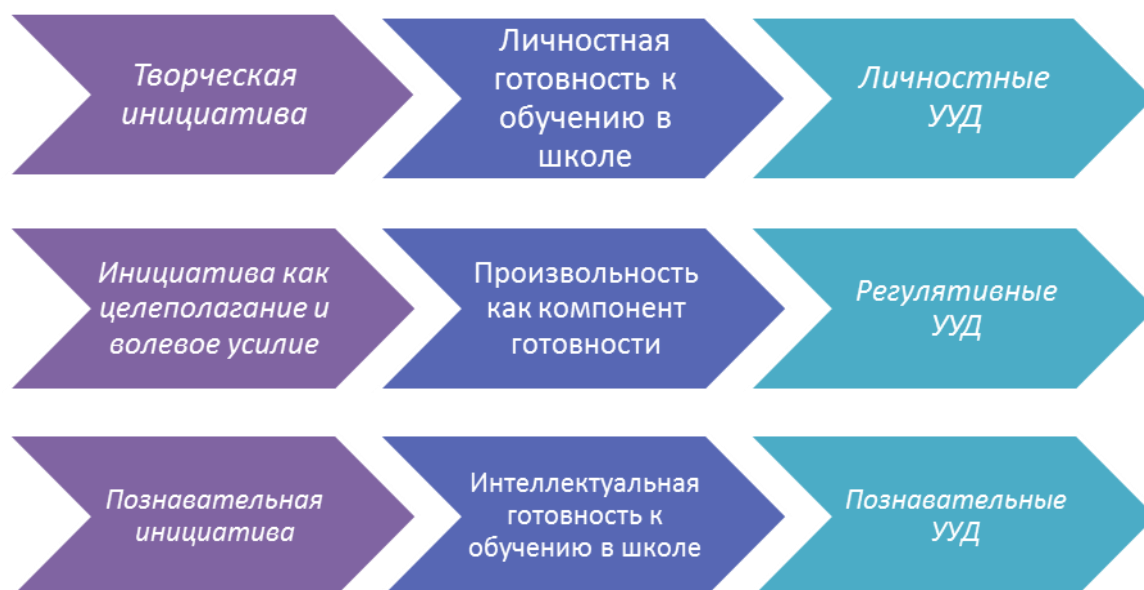 Творческая
инициатива
Личностная
готовность к
обучению в
школе
Личностные
УУД
Инициатива как
целеполагание и
волевое усилие
Произвольность
как компонент
готовности
Регулятивные
УУД
Познавательная
инициатива
Интеллектуальная
готовность к
обучению в школе
Познавательные
УУД